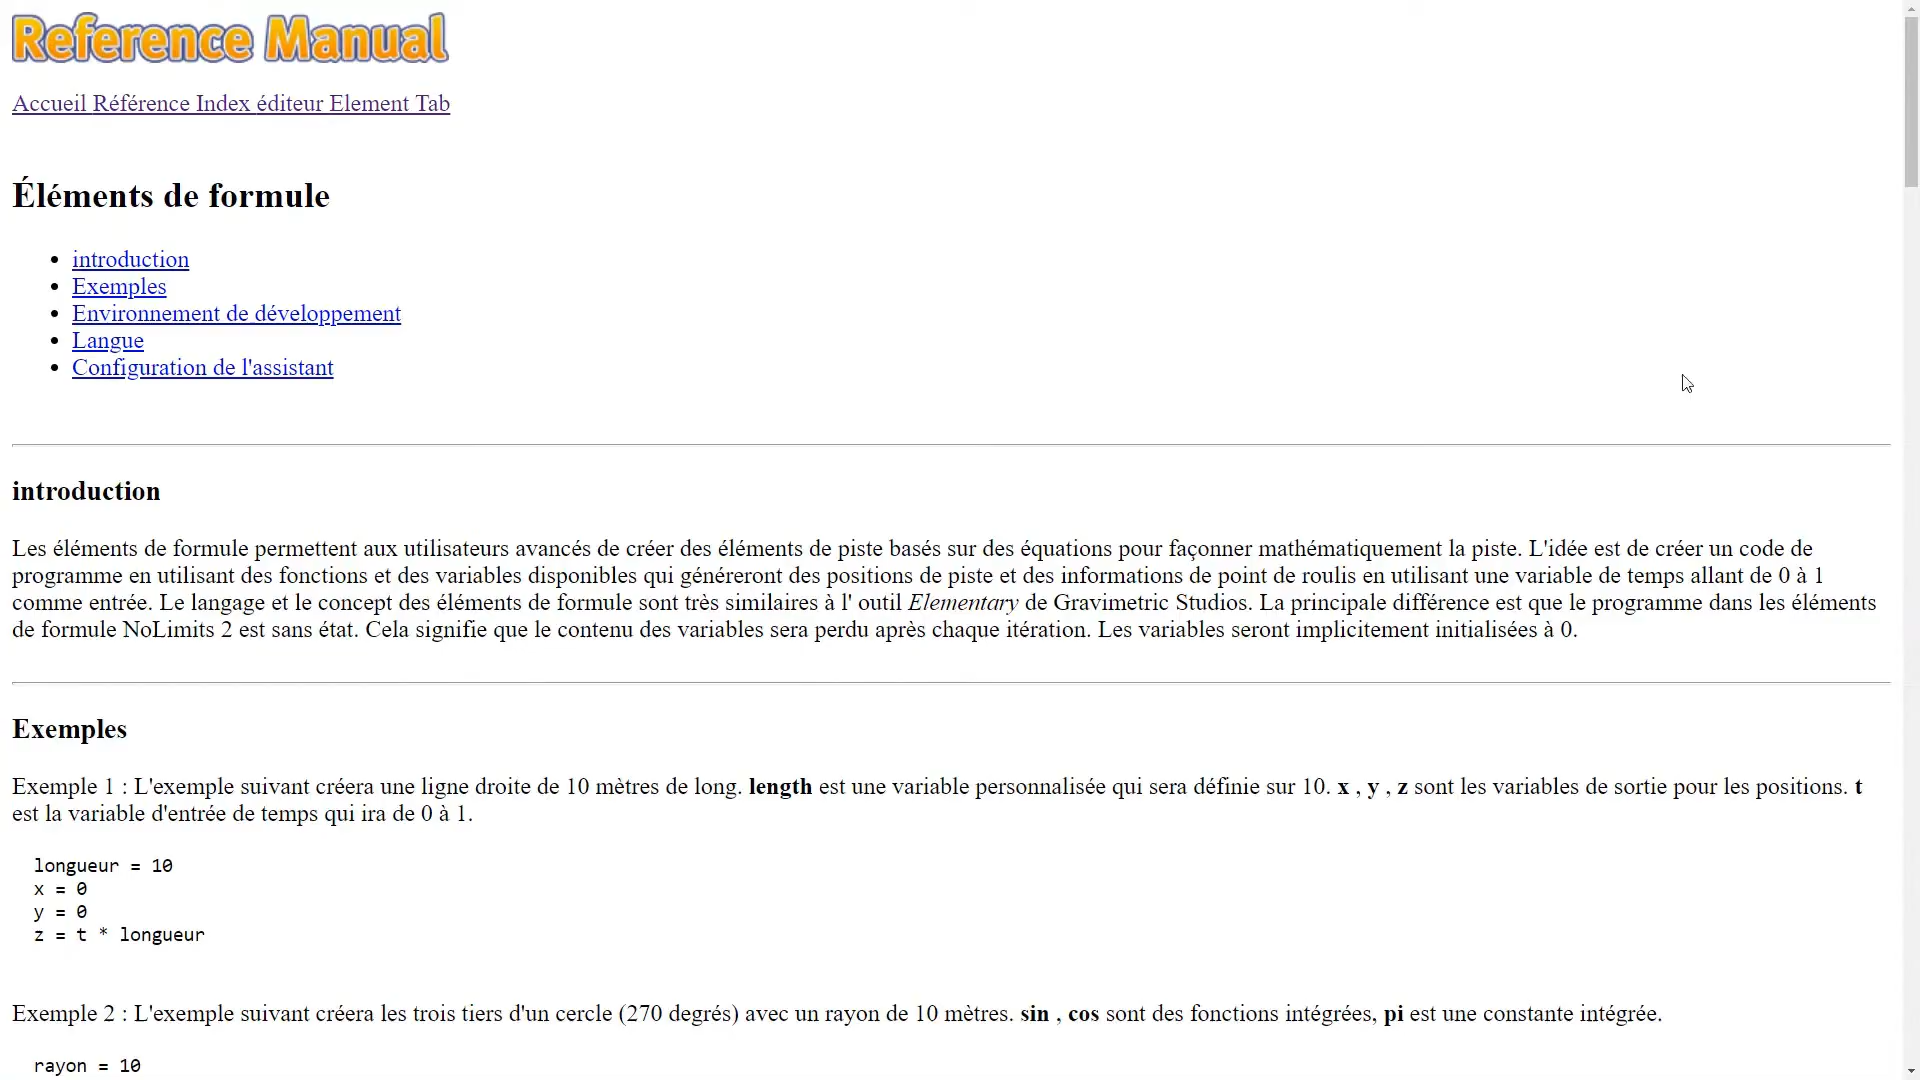 Reference Manual
Accueil Référence Index éditeur Element Tab
Éléments de formule
introduction
Exemples
Environnement de développement
Langue
Configuration de l'assistant
introduction
Les éléments de formule permettent aux utilisateurs avancés de créer des éléments de piste basés sur des équations pour façonner mathématiquement la piste. L'idée est de créer un code de
programme en utilisant des fonctions et des variables disponibles qui généreront des positions de piste et des informations de point de roulis en utilisant une variable de temps allant de 0 à 1
comme entrée. Le langage et le concept des éléments de formule sont très similaires à l' outil Elementary de Gravimetric Studios. La principale différence est que le programme dans les éléments
de formule NoLimits 2 est sans état. Cela signifie que le contenu des variables sera perdu après chaque itération. Les variables seront implicitement initialisées à 0.
Exemples
Exemple 1 : L'exemple suivant créera une ligne droite de 10 mètres de long. length est une variable personnalisée qui sera définie sur 10. x , y , z sont les variables de sortie pour les positions. t
est la variable d'entrée de temps qui ira de 0 à 1.
longueur = 10
x = 0
y = 0
z = t * longueur
Exemple 2 : L'exemple suivant créera les trois tiers d'un cercle (270 degrés) avec un rayon de 10 mètres. sin , cos sont des fonctions intégrées, pi est une constante intégrée.
rayon = 10